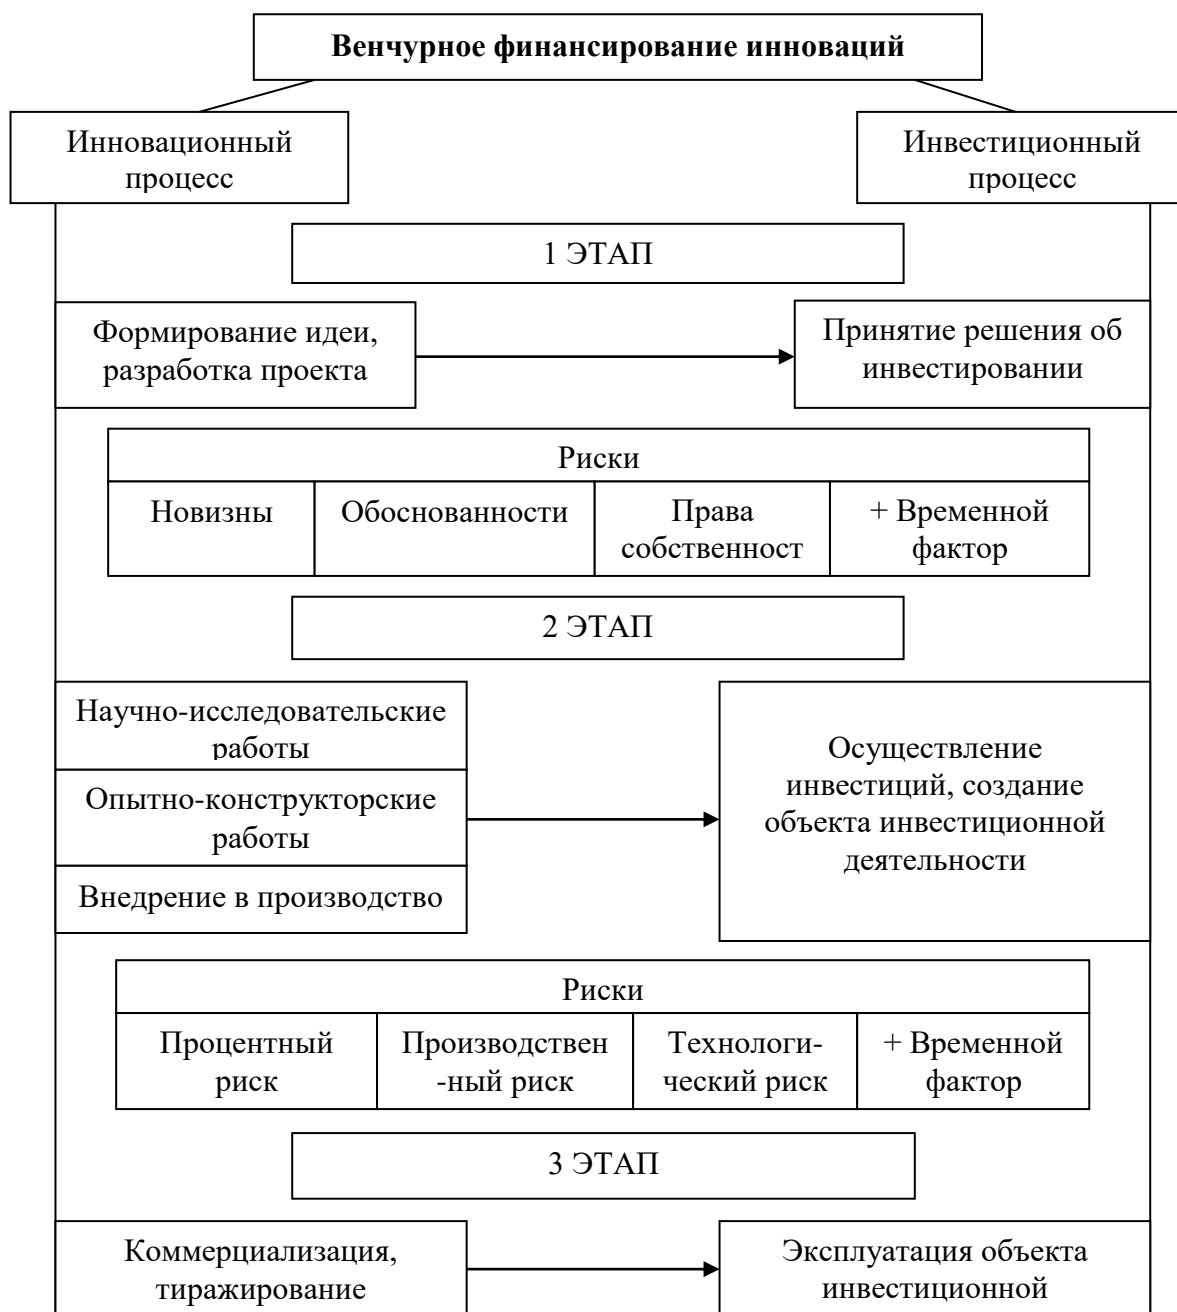 Венчурное финансирование инноваций
Инновационный
процесс
Инвестиционный
процесс
1 ЭТАП
Формирование идеи,
разработка проекта
Принятие решения об
инвестировании
Риски
Новизны
Обоснованности
Права
собственност
+ Временной
фактор
2 ЭТАП
Научно-исследовательские
работы
Опытно-конструкторские
работы
Внедрение в производство
Осуществление
инвестиций, создание
объекта инвестиционной
деятельности
Риски
Процентный
риск
Производствен
-ный риск
Технологи-
ческий риск
+ Временной
фактор
3 ЭТАП
Коммерциализация,
тиражирование
Эксплуатация объекта
инвестиционной